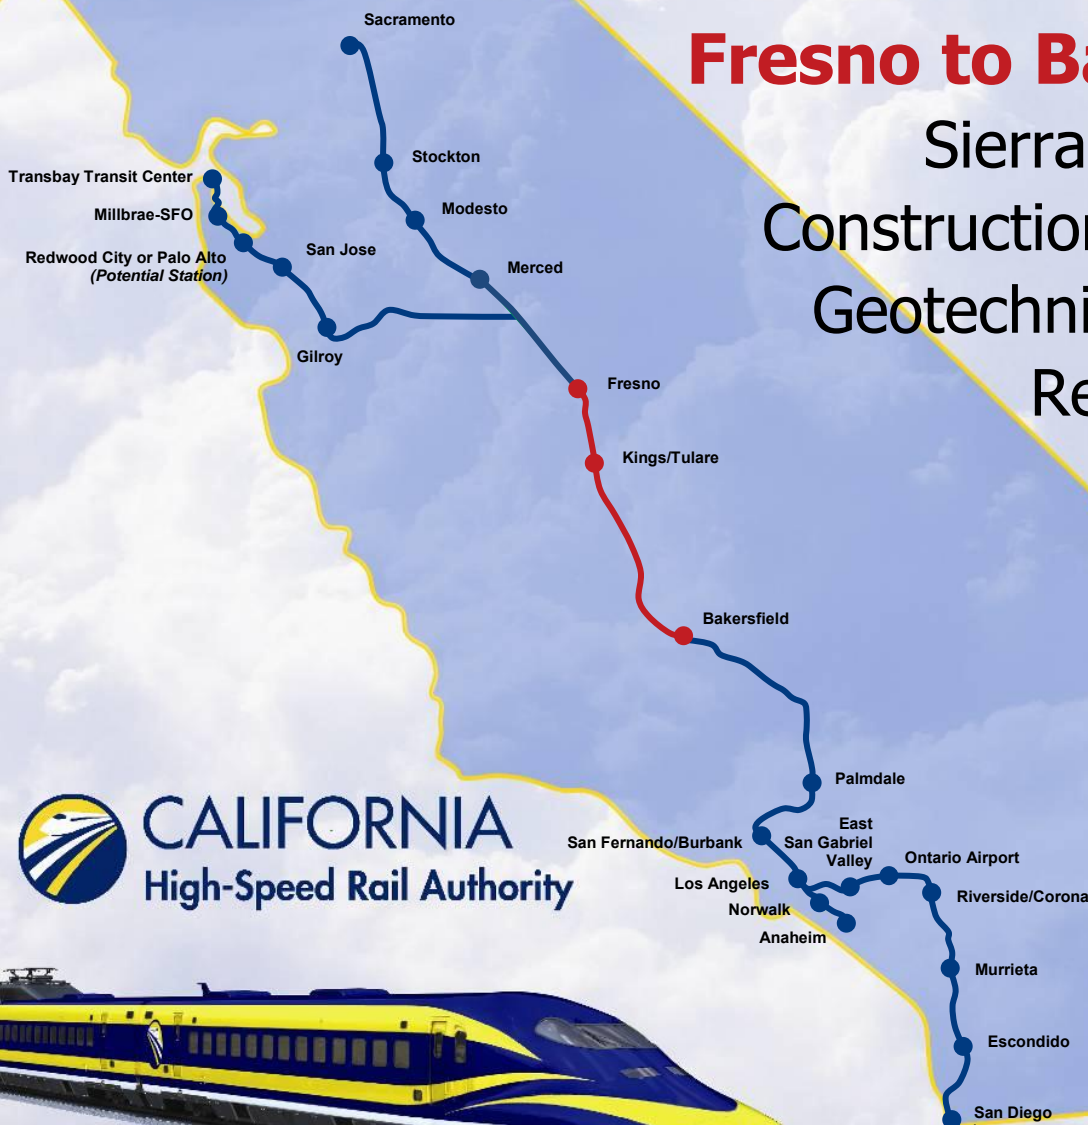 Fresno to Ba
Sierra
Construction
Geotechni
Re
Sacramento
Stockton
Transbay Transit Center
Modesto
Millbrae-SFO
San Jose
Redwood City or Palo Alto
(Potential Station)
Merced
Gilroy
Fresno
Kings/Tulare
Bakersfield
Palmdale
San Fernando/Burbank
East
San Gabriel
Valley
Ontario Airport
Los Angeles
Riverside/Corona
Norwalk
Anaheim
Murrieta
Escondido
San Diego
CALIFORNIA
High-Speed Rail Authority